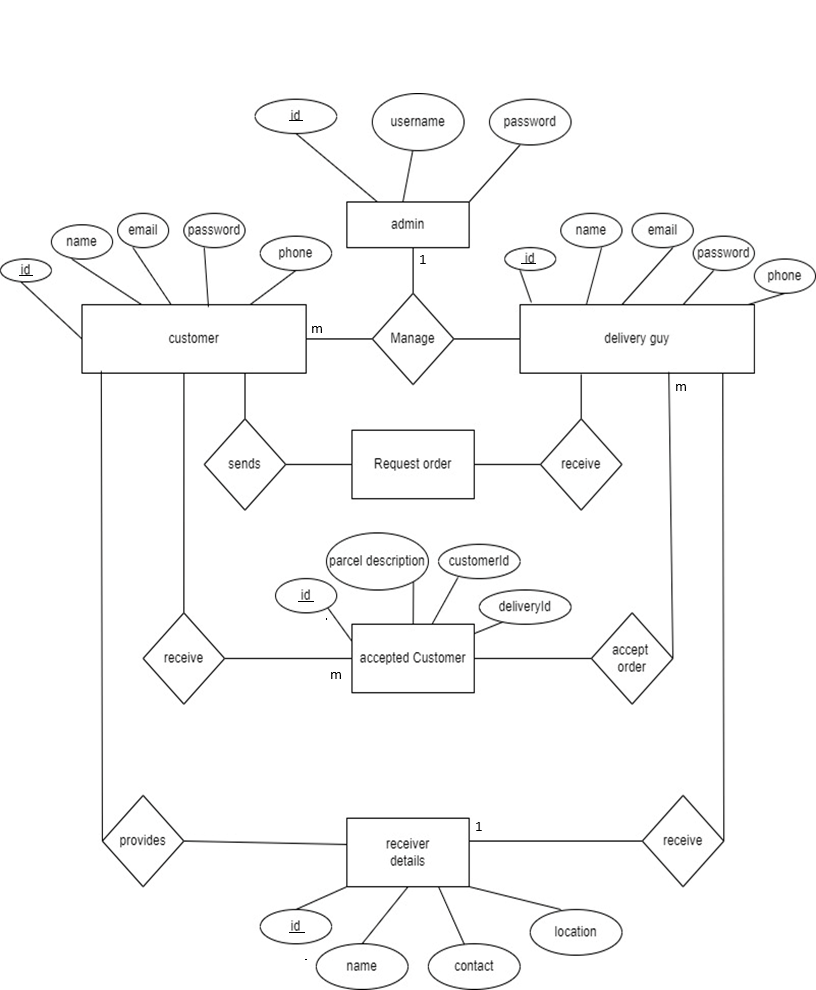 id
username
password
admin
1
id
name
email
password
phone
id
name
email
password
phone
customer
m
Manage
delivery guy
m
sends
Request order
receive
parcel description
customerId
id
deliveryId
receive
m
accepted Customer
accept
order
provides
receiver
details
1
receive
id
name
contact
location